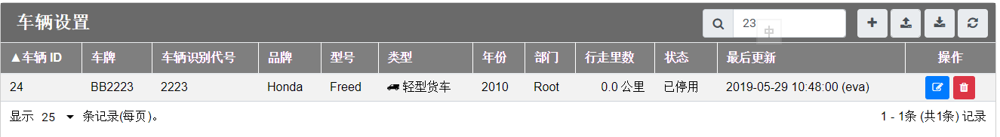 车辆设置 23 中
▲车辆 ID 车牌 车辆识别代号 品牌 型号 类型 年份 部门 行走里数 状态 最后更新 操作
24 BB2223 2223 Honda Freed 轻型货车 2010 Root 0.0 公里 已停用 2019-05-29 10:48:00 (eva)
显示 25 条记录(每页)。 1 - 1条 (共1条) 记录